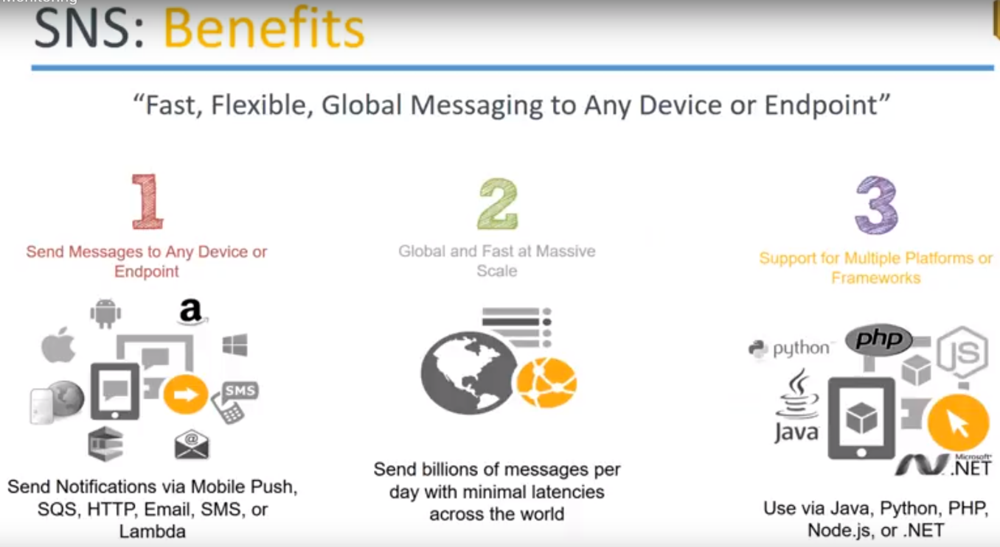 Monitoring
SNS: Benefits
“Fast, Flexible, Global Messaging to Any Device or Endpoint”
1
Send Messages to Any Device or
Endpoint
a
SMS
@
Send Notifications via Mobile Push,
SQS, HTTP, Email, SMS, or
Lambda
2
Global and Fast at Massive
Scale
Send billions of messages per
day with minimal latencies
across the world
3
Support for Multiple Platforms or
Frameworks
python
php
JS
Java
Microsoft
.NET
Use via Java, Python, PHP,
Node.js, or .NET